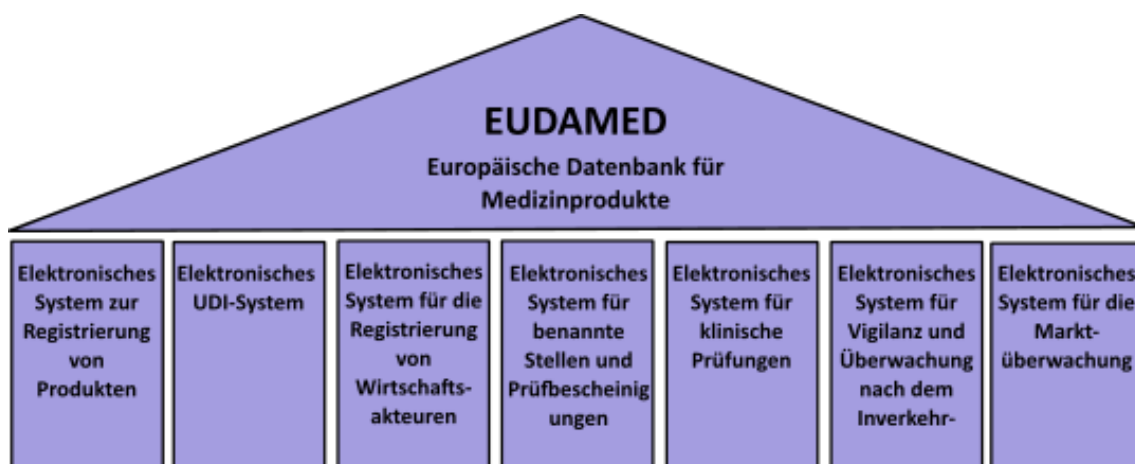 EUDAMED
Europäische Datenbank für
Medizinprodukte
Elektronisches
System zur
Registrierung
von
Produkten
Elektronisches
UDI-System
Elektronisches
System für die
Registrierung
von
Wirtschafts-
akteuren
Elektronisches
System für
benannte
Stellen und
Prüfbescheinig
ungen
Elektronisches
System für
klinische
Prüfungen
Elektronisches
System für
Vigilanz und
Überwachung
nach dem
Inverkehr-
Elektronisches
System für die
Markt-
überwachung